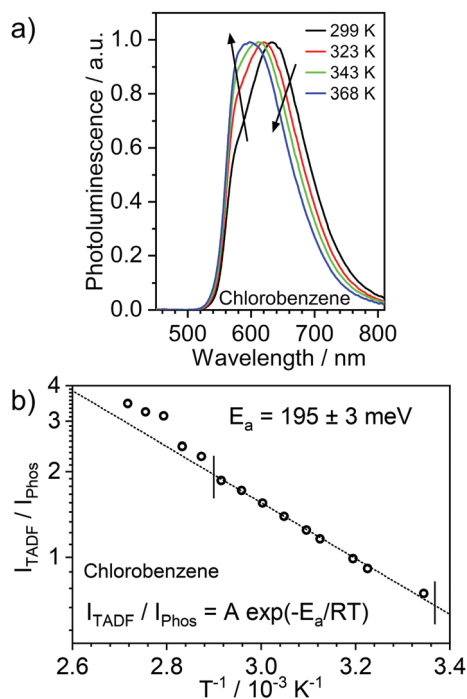 a)
299 K
323 K
343 K
368 K
1.0
0.8
0.6
0.4
0.2
0.0
Photoluminescence / a.u.
Chlorobenzene
500 600 700 800
Wavelength / nm
b)
4
3
2
1
I_TADF / I_Phos
E_a = 195 ± 3 meV
Chlorobenzene
I_TADF / I_Phos = A exp(-E_a/RT)
2.6 2.8 3.0 3.2 3.4
T⁻¹ / 10⁻³ K⁻¹